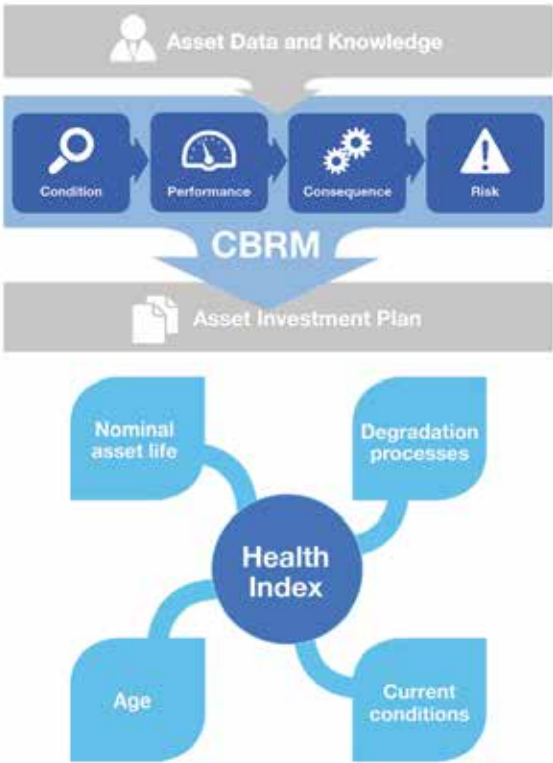 Asset Data and Knowledge
Condition
Performance
Consequence
Risk
CBRM
Asset Investment Plan
Nominal
asset life
Degradation
processes
Health
Index
Age
Current
conditions